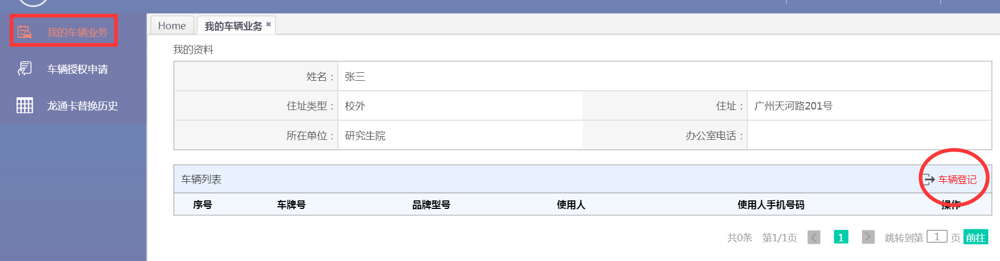 我的车辆业务
车辆授权申请
龙通卡替换历史
Home 我的车辆业务
我的资料
姓名： 张三
住址类型： 校外 住址： 广州天河路201号
所在单位： 研究生院 办公室电话：
车辆列表 车辆登记
序号 车牌号 品牌型号 使用人 使用人手机号码 操作
共0条 第1/1页 < 1 > 跳转到第 1 页 前往